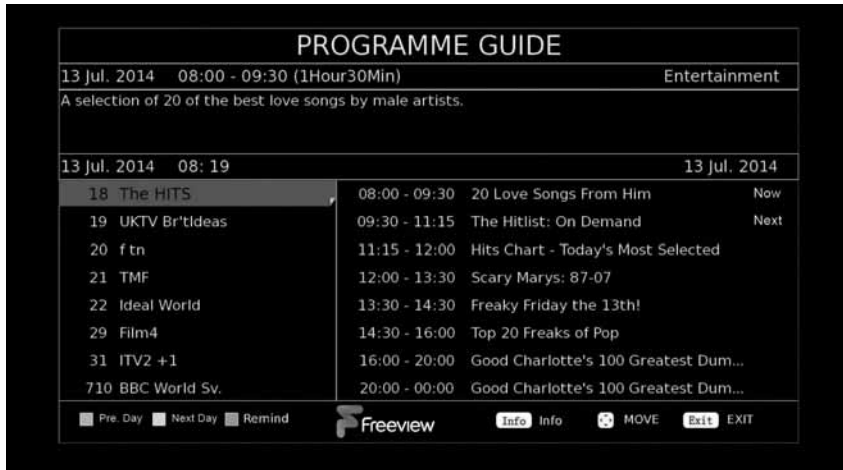 PROGRAMME GUIDE
13 Jul. 2014 08:00 - 09:30 (1Hour30Min) Entertainment
A selection of 20 of the best love songs by male artists.
13 Jul. 2014 08: 19 13 Jul. 2014
18 The HITS 08:00 - 09:30 20 Love Songs From Him Now
19 UKTV Br'tIdeas 09:30 - 11:15 The Hitlist: On Demand Next
20 f tn 11:15 - 12:00 Hits Chart - Today's Most Selected
21 TMF 12:00 - 13:30 Scary Marys: 87-07
22 Ideal World 13:30 - 14:30 Freaky Friday the 13th!
29 Film4 14:30 - 16:00 Top 20 Freaks of Pop
31 ITV2 +1 16:00 - 20:00 Good Charlotte's 100 Greatest Dum...
710 BBC World Sv. 20:00 - 00:00 Good Charlotte's 100 Greatest Dum...
Pre. Day Next Day Remind Freeview Info Info MOVE Exit EXIT